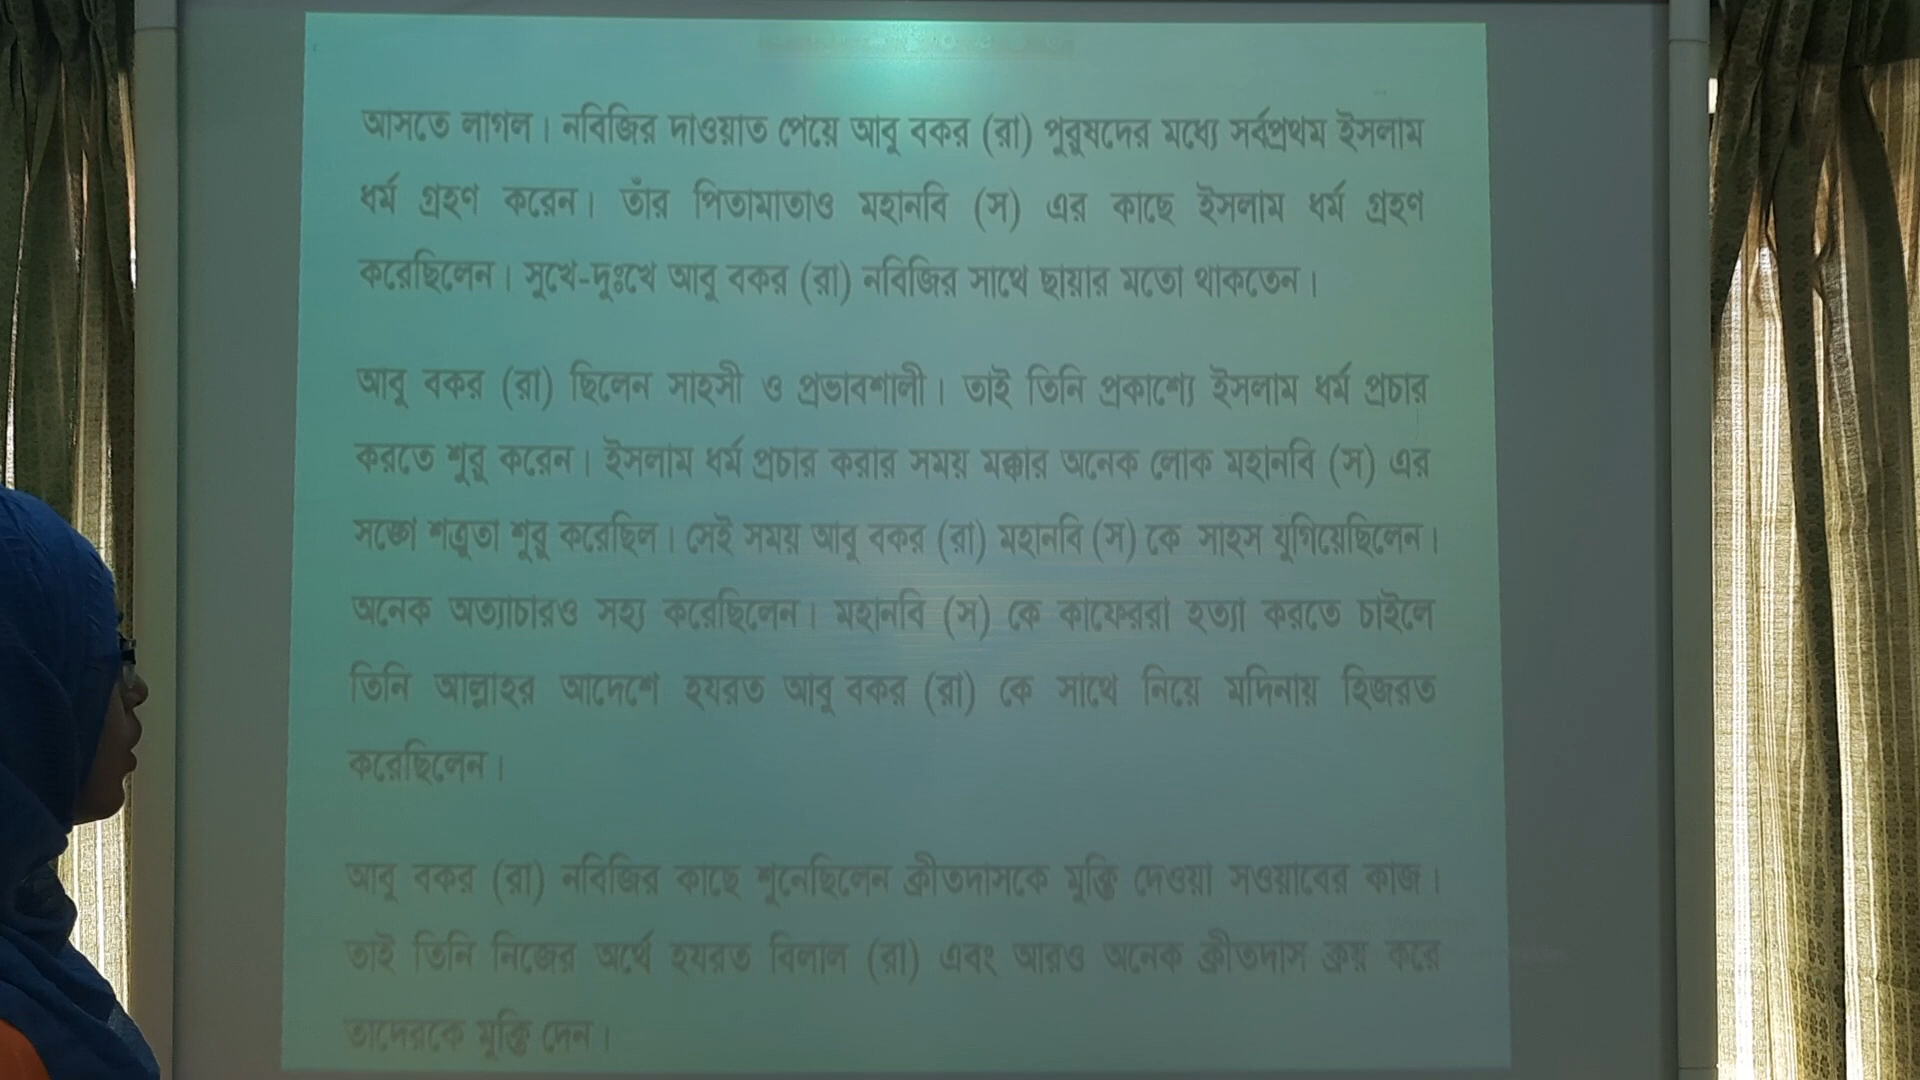 আসতে লাগল। নবিজির দাওয়াত পেয়ে আবু বকর (রা) পুরুষদের মধ্যে সর্বপ্রথম ইসলাম
ধর্ম গ্রহণ করেন। তাঁর পিতামাতাও মহানবি (স) এর কাছে ইসলাম ধর্ম গ্রহণ
করেছিলেন। সুখে-দুঃখে আবু বকর (রা) নবিজির সাথে ছায়ার মতো থাকতেন।
আবু বকর (রা) ছিলেন সাহসী ও প্রভাবশালী। তাই তিনি প্রকাশ্যে ইসলাম ধর্ম প্রচার
করতে শুরু করেন। ইসলাম ধর্ম প্রচার করার সময় মক্কার অনেক লোক মহানবি (স) এর
সঙ্গে শত্রুতা শুরু করেছিল। সেই সময় আবু বকর (রা) মহানবি (স) কে সাহস যুগিয়েছিলেন।
অনেক অত্যাচারও সহ্য করেছিলেন। মহানবি (স) কে কাফেররা হত্যা করতে চাইলে
তিনি আল্লাহর আদেশে হযরত আবু বকর (রা) কে সাথে নিয়ে মদিনায় হিজরত
করেছিলেন।
আবু বকর (রা) নবিজির কাছে শুনেছিলেন ক্রীতদাসকে মুক্তি দেওয়া সওয়াবের কাজ।
তাই তিনি নিজের অর্থে হযরত বিলাল (রা) এবং আরও অনেক ক্রীতদাস ক্রয় করে
তাদেরকে মুক্তি দেন।